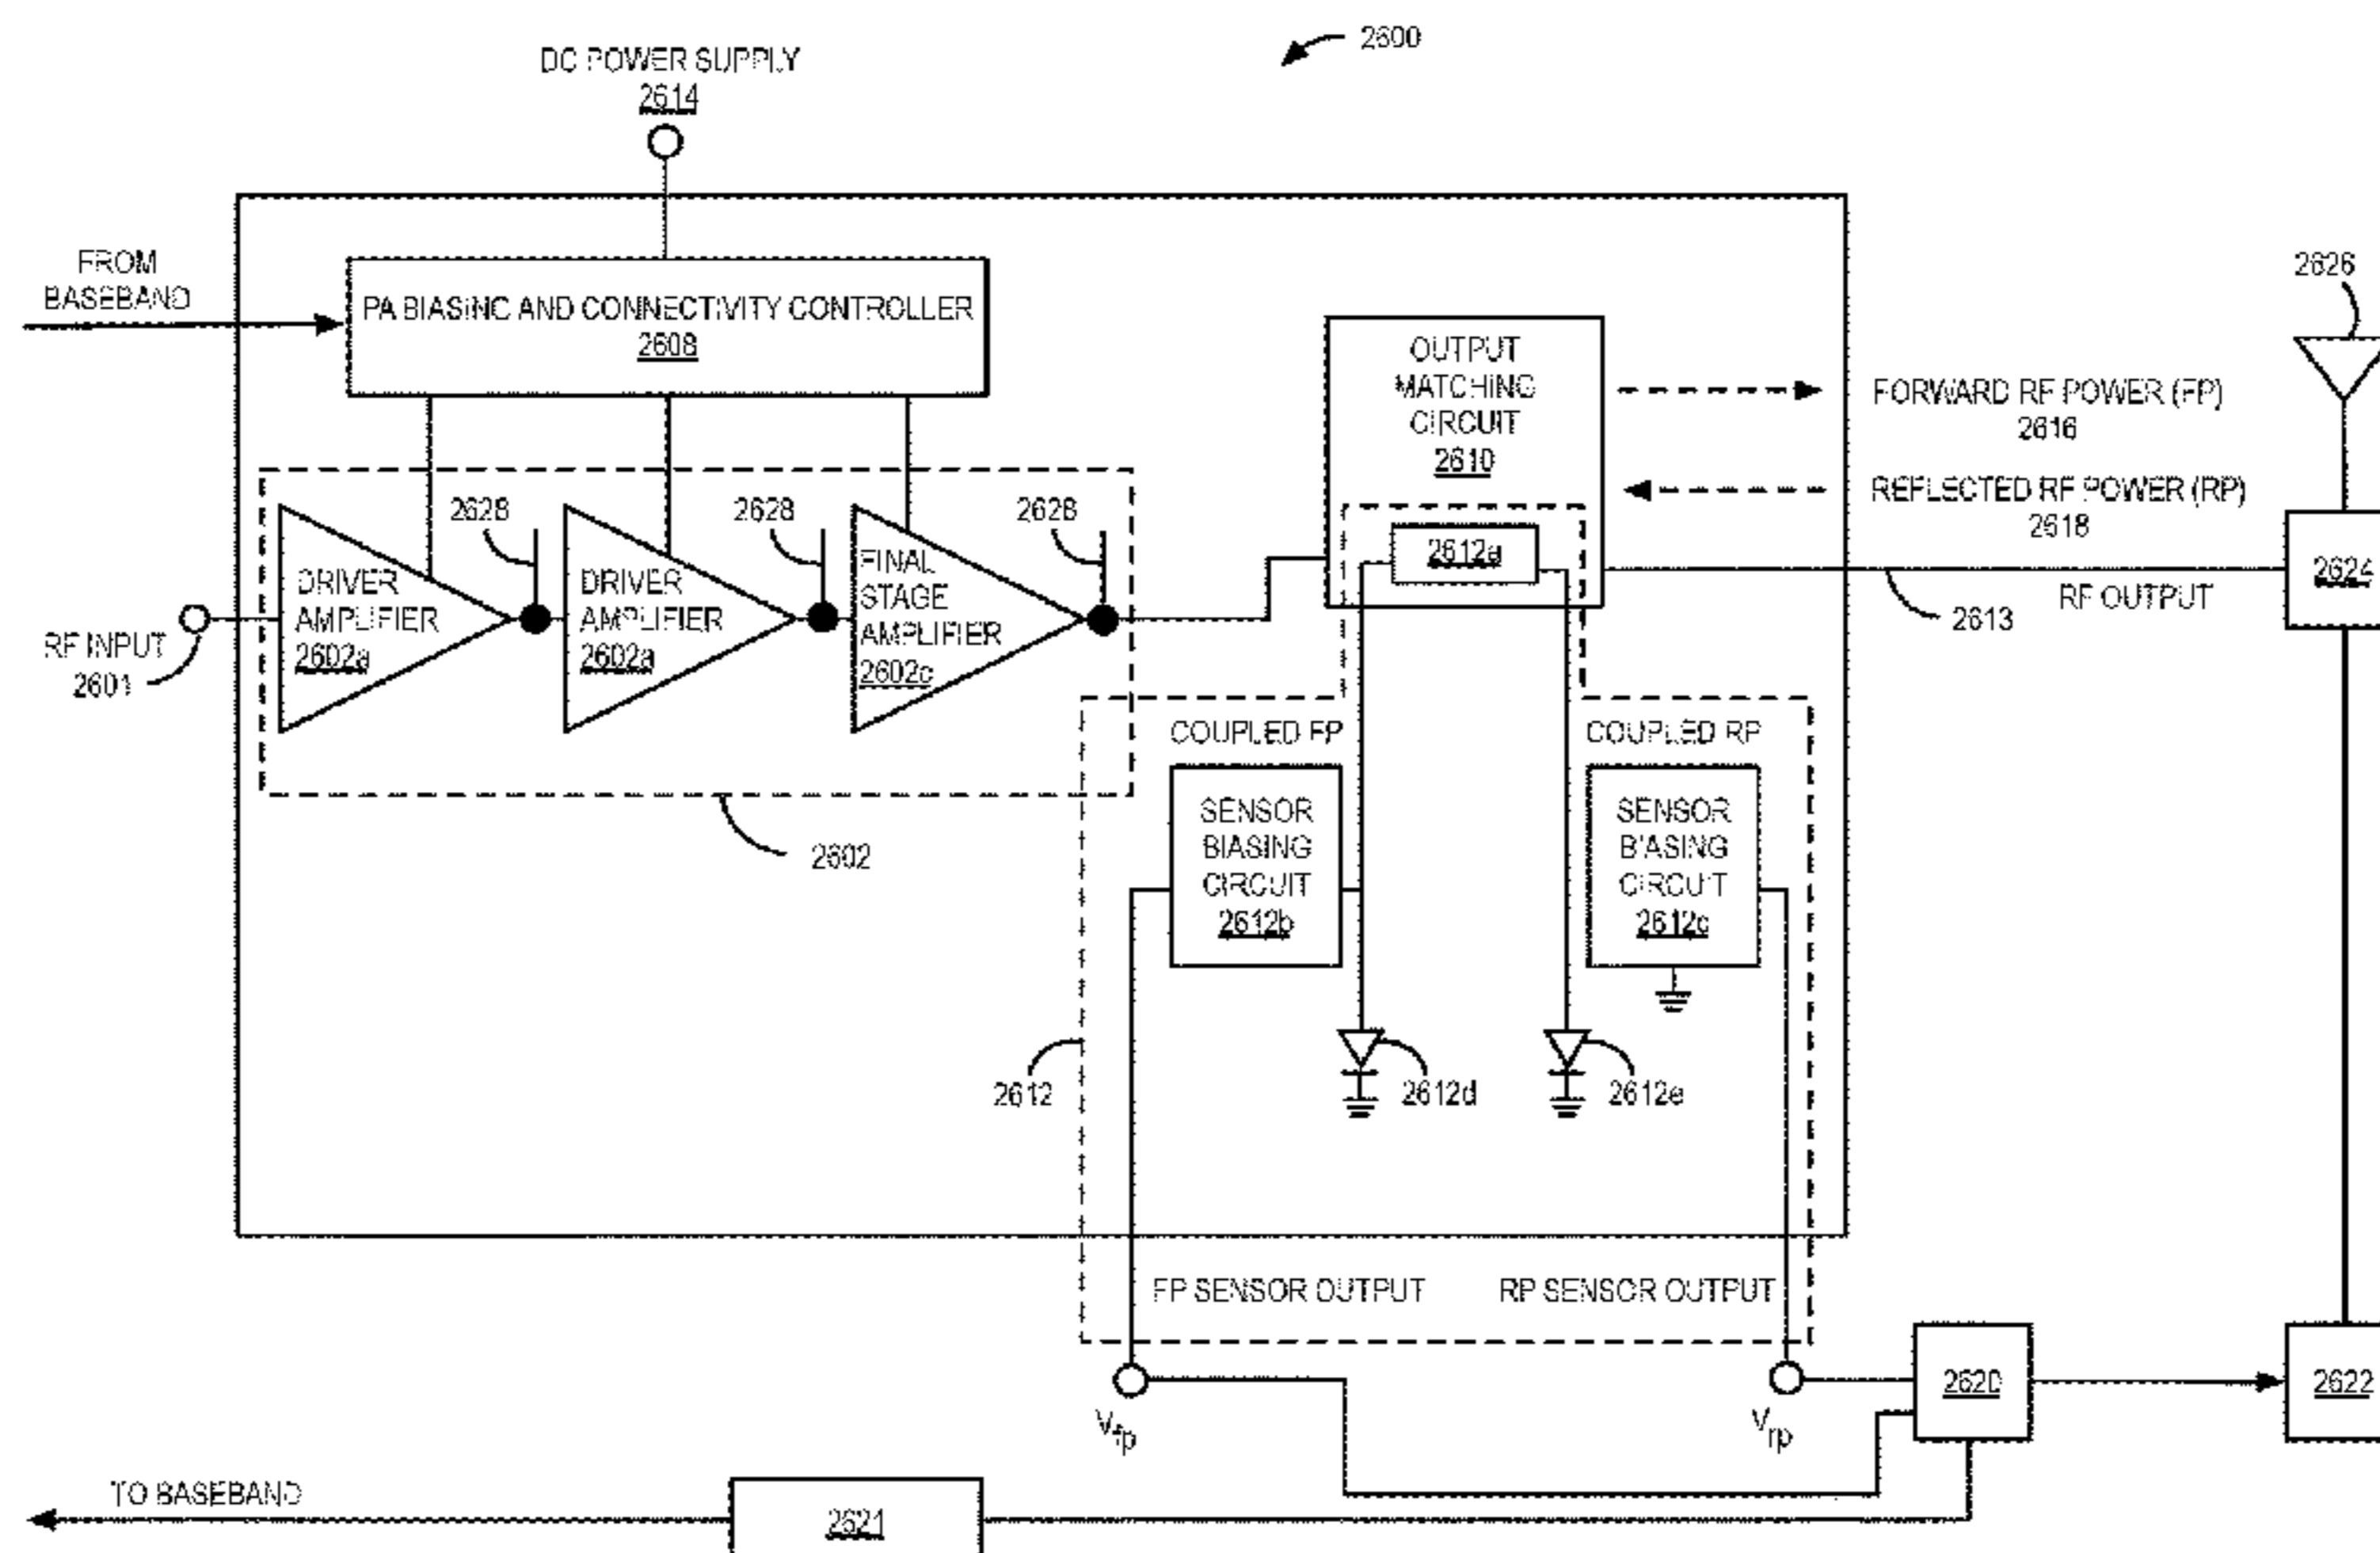 2600
DC POWER SUPPLY
2614
FROM
BASEBAND
PA BIASING AND CONNECTIVITY CONTROLLER
2608
OUTPUT
MATCHING
CIRCUIT
2610
2626
FORWARD RF POWER (FP)
2616
REFLECTED RF POWER (RP)
2618
2628
2628
2628
2612a
2624
RF OUTPUT
2613
DRIVER
AMPLIFIER
2602a
DRIVER
AMPLIFIER
2602a
FINAL
STAGE
AMPLIFIER
2602c
RF INPUT
2601
COUPLED FP
COUPLED RP
SENSOR
BIASING
CIRCUIT
2612b
SENSOR
BIASING
CIRCUIT
2612c
2602
2612
2612d
2612e
FP SENSOR OUTPUT
RP SENSOR OUTPUT
Vfp
Vrp
2620
2622
TO BASEBAND
2621